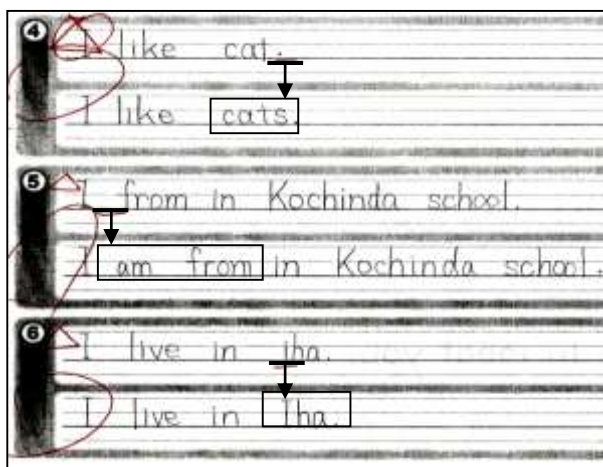 ④ I like cat.
I like cats.
⑤ I from in Kochinda school.
I am from in Kochinda school.
⑥ I live in iha.
I live in Iha.